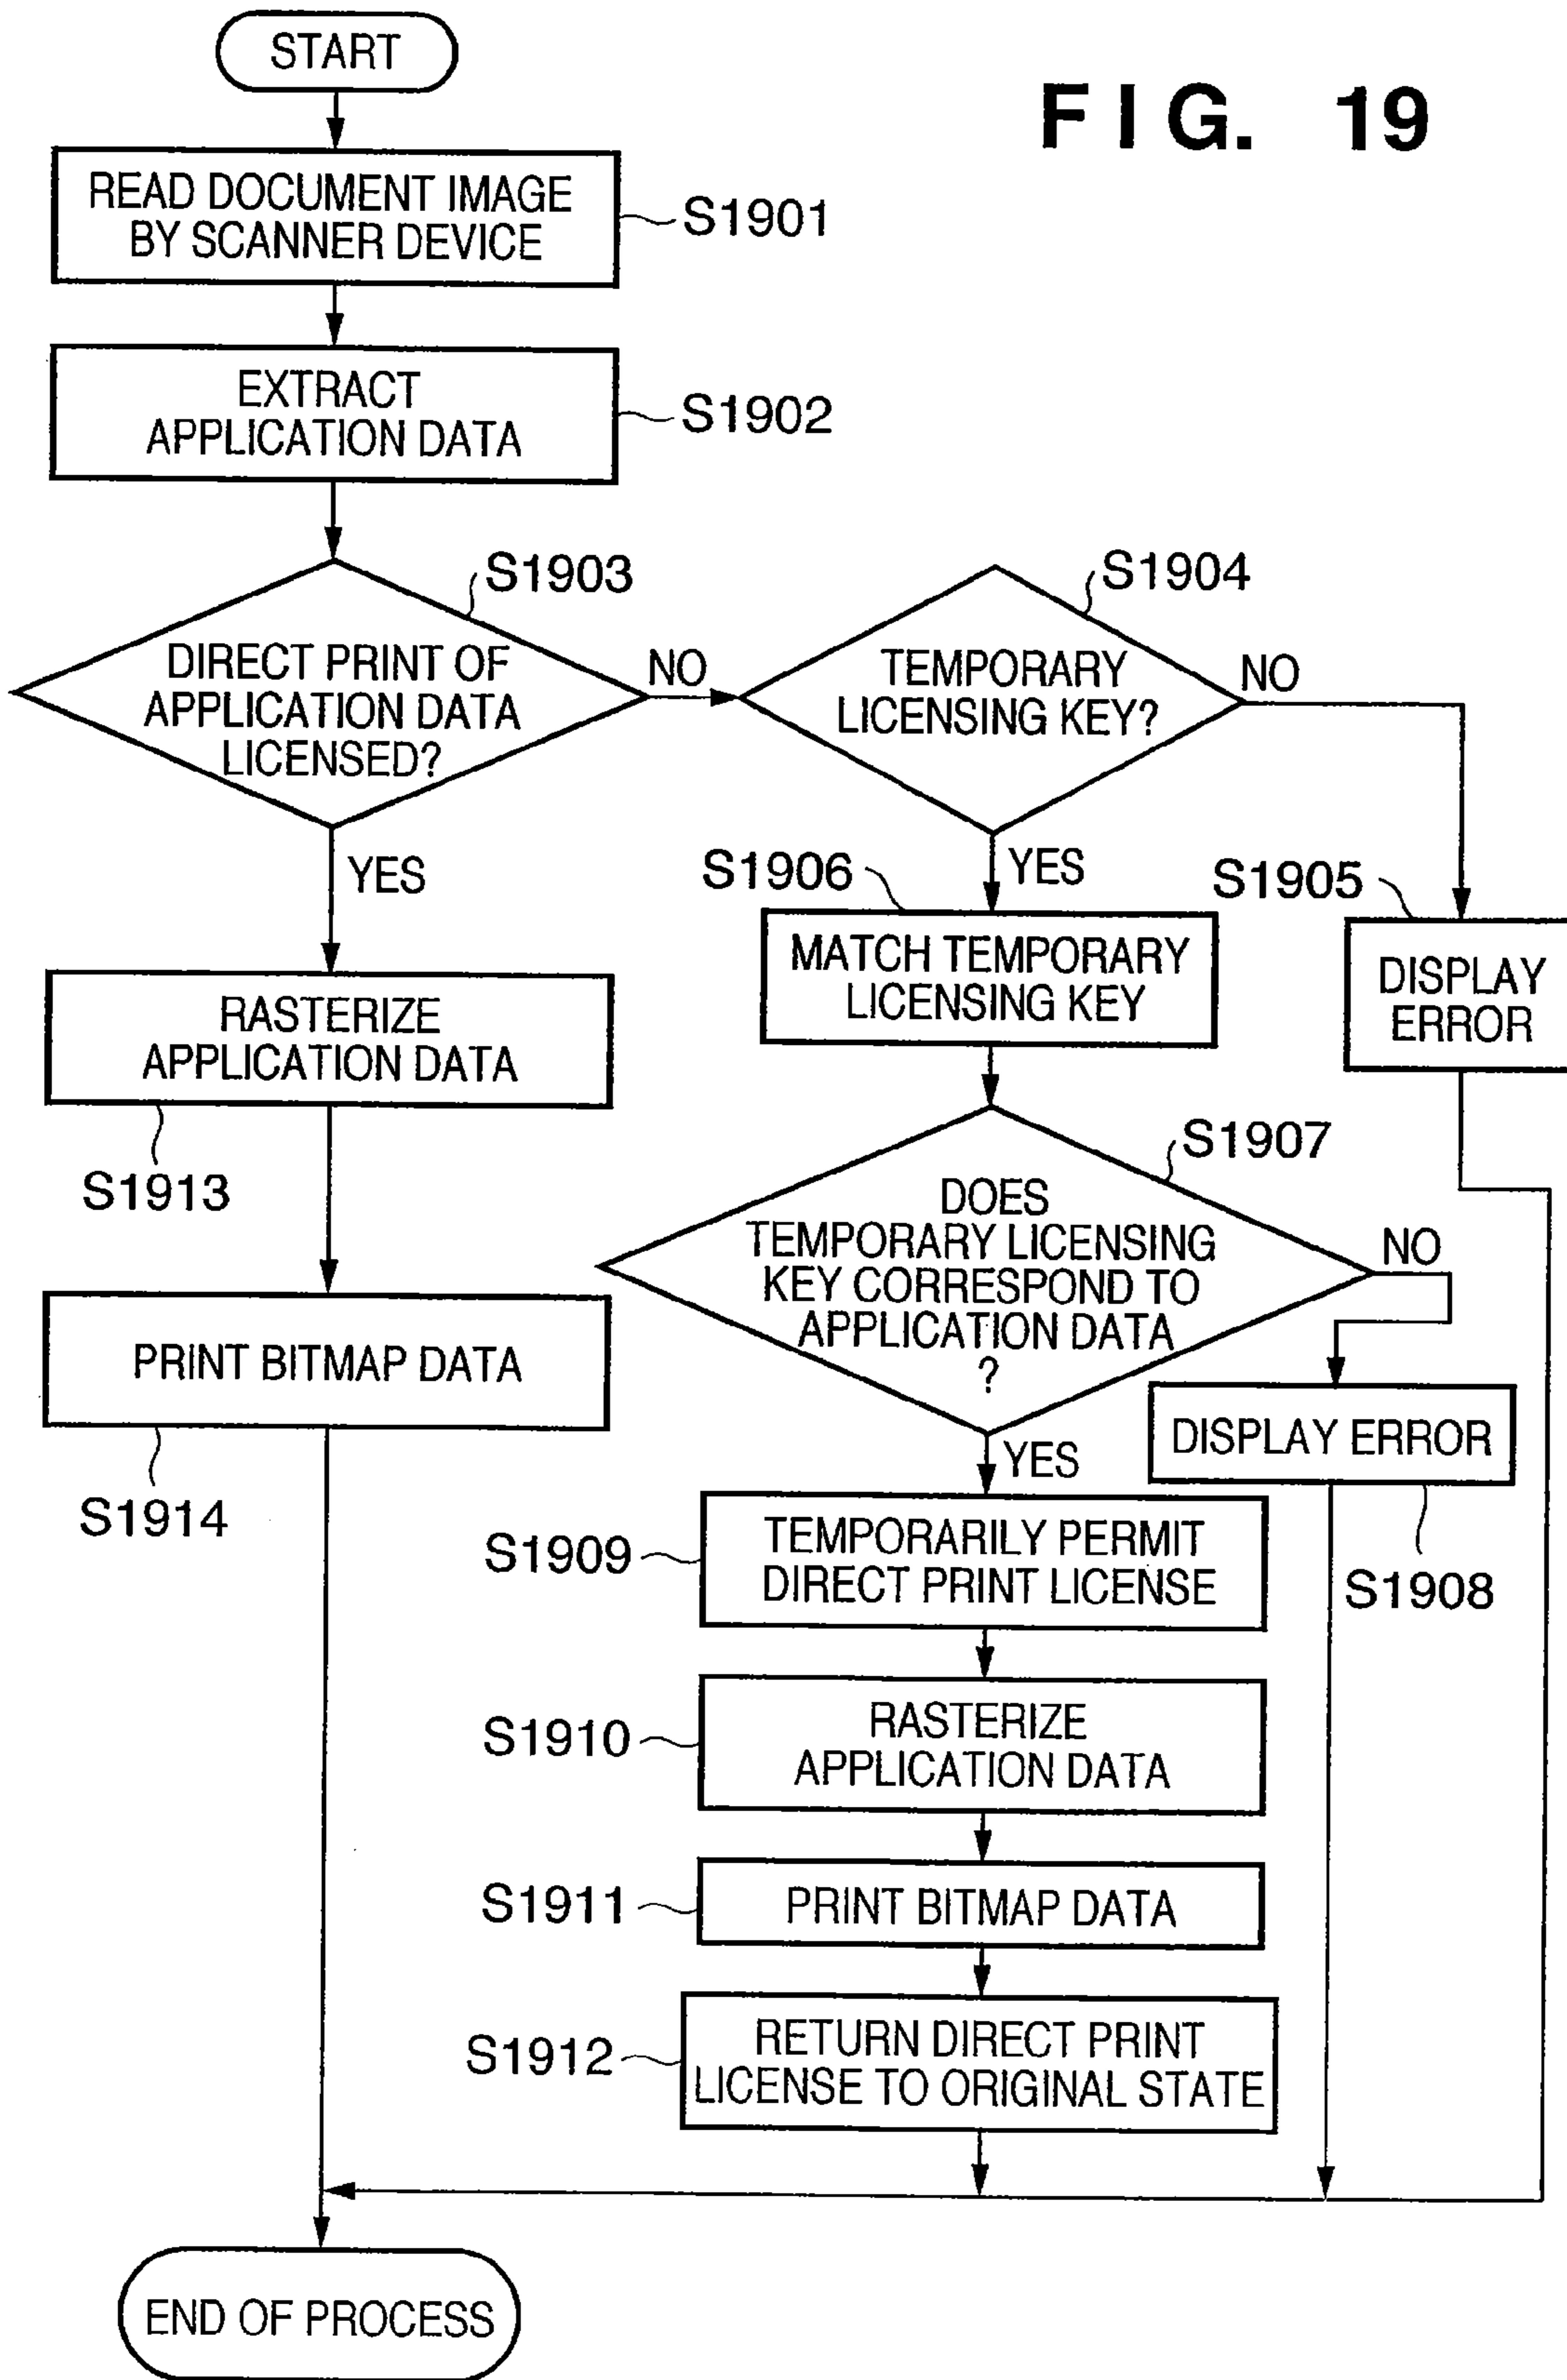 FIG. 19
START
READ DOCUMENT IMAGE
BY SCANNER DEVICE
S1901
EXTRACT
APPLICATION DATA
S1902
S1903
DIRECT PRINT OF
APPLICATION DATA
LICENSED?
NO
YES
S1904
TEMPORARY
LICENSING KEY?
NO
YES
S1905
DISPLAY
ERROR
S1906
MATCH TEMPORARY
LICENSING KEY
RASTERIZE
APPLICATION DATA
S1913
S1907
DOES
TEMPORARY LICENSING
KEY CORRESPOND TO
APPLICATION DATA
?
NO
YES
PRINT BITMAP DATA
S1914
DISPLAY ERROR
S1908
S1909
TEMPORARILY PERMIT
DIRECT PRINT LICENSE
S1910
RASTERIZE
APPLICATION DATA
S1911
PRINT BITMAP DATA
S1912
RETURN DIRECT PRINT
LICENSE TO ORIGINAL STATE
END OF PROCESS